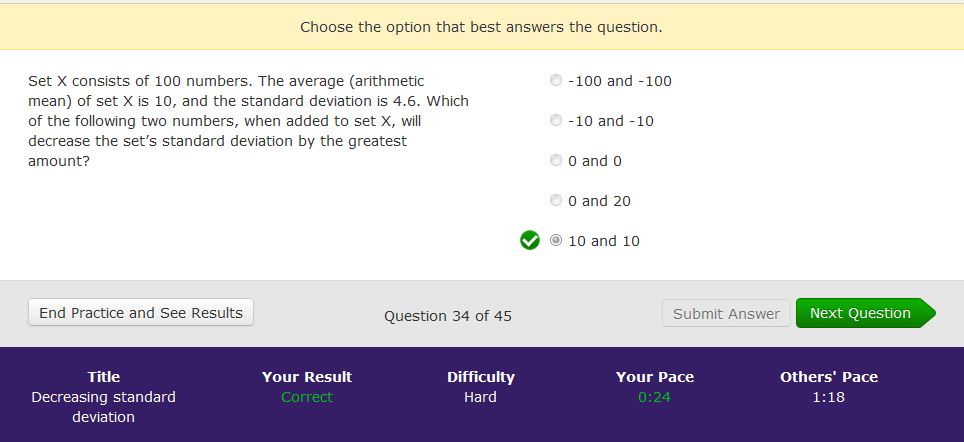 Choose the option that best answers the question.
Set X consists of 100 numbers. The average (arithmetic
mean) of set X is 10, and the standard deviation is 4.6. Which
of the following two numbers, when added to set X, will
decrease the set’s standard deviation by the greatest
amount?
-100 and -100
-10 and -10
0 and 0
0 and 20
10 and 10
End Practice and See Results
Question 34 of 45
Submit Answer
Next Question
Title
Decreasing standard
deviation
Your Result
Correct
Difficulty
Hard
Your Pace
0:24
Others' Pace
1:18